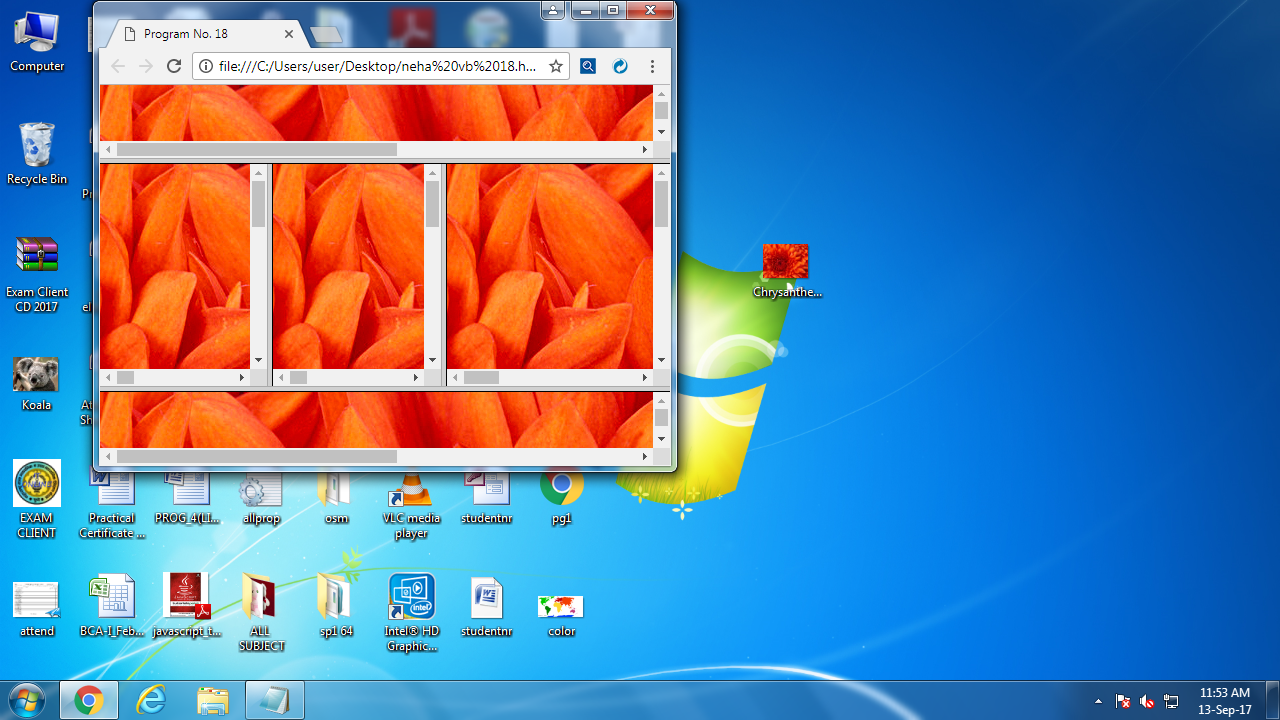 Program No. 18
file:///C:/Users/user/Desktop/neha%20vb%2018.h...
Computer
Recycle Bin
Exam Client
CD 2017
Koala
EXAM
CLIENT
Practical
Certificate ...
PROG_4(LI...
allprop
osm
VLC media
player
studentnr
pg1
attend
BCA-I_Feb...
javascript_t...
ALL
SUBJECT
sp1 64
Intel® HD
Graphic...
studentnr
color
Chrysanthe...
11:53 AM
13-Sep-17